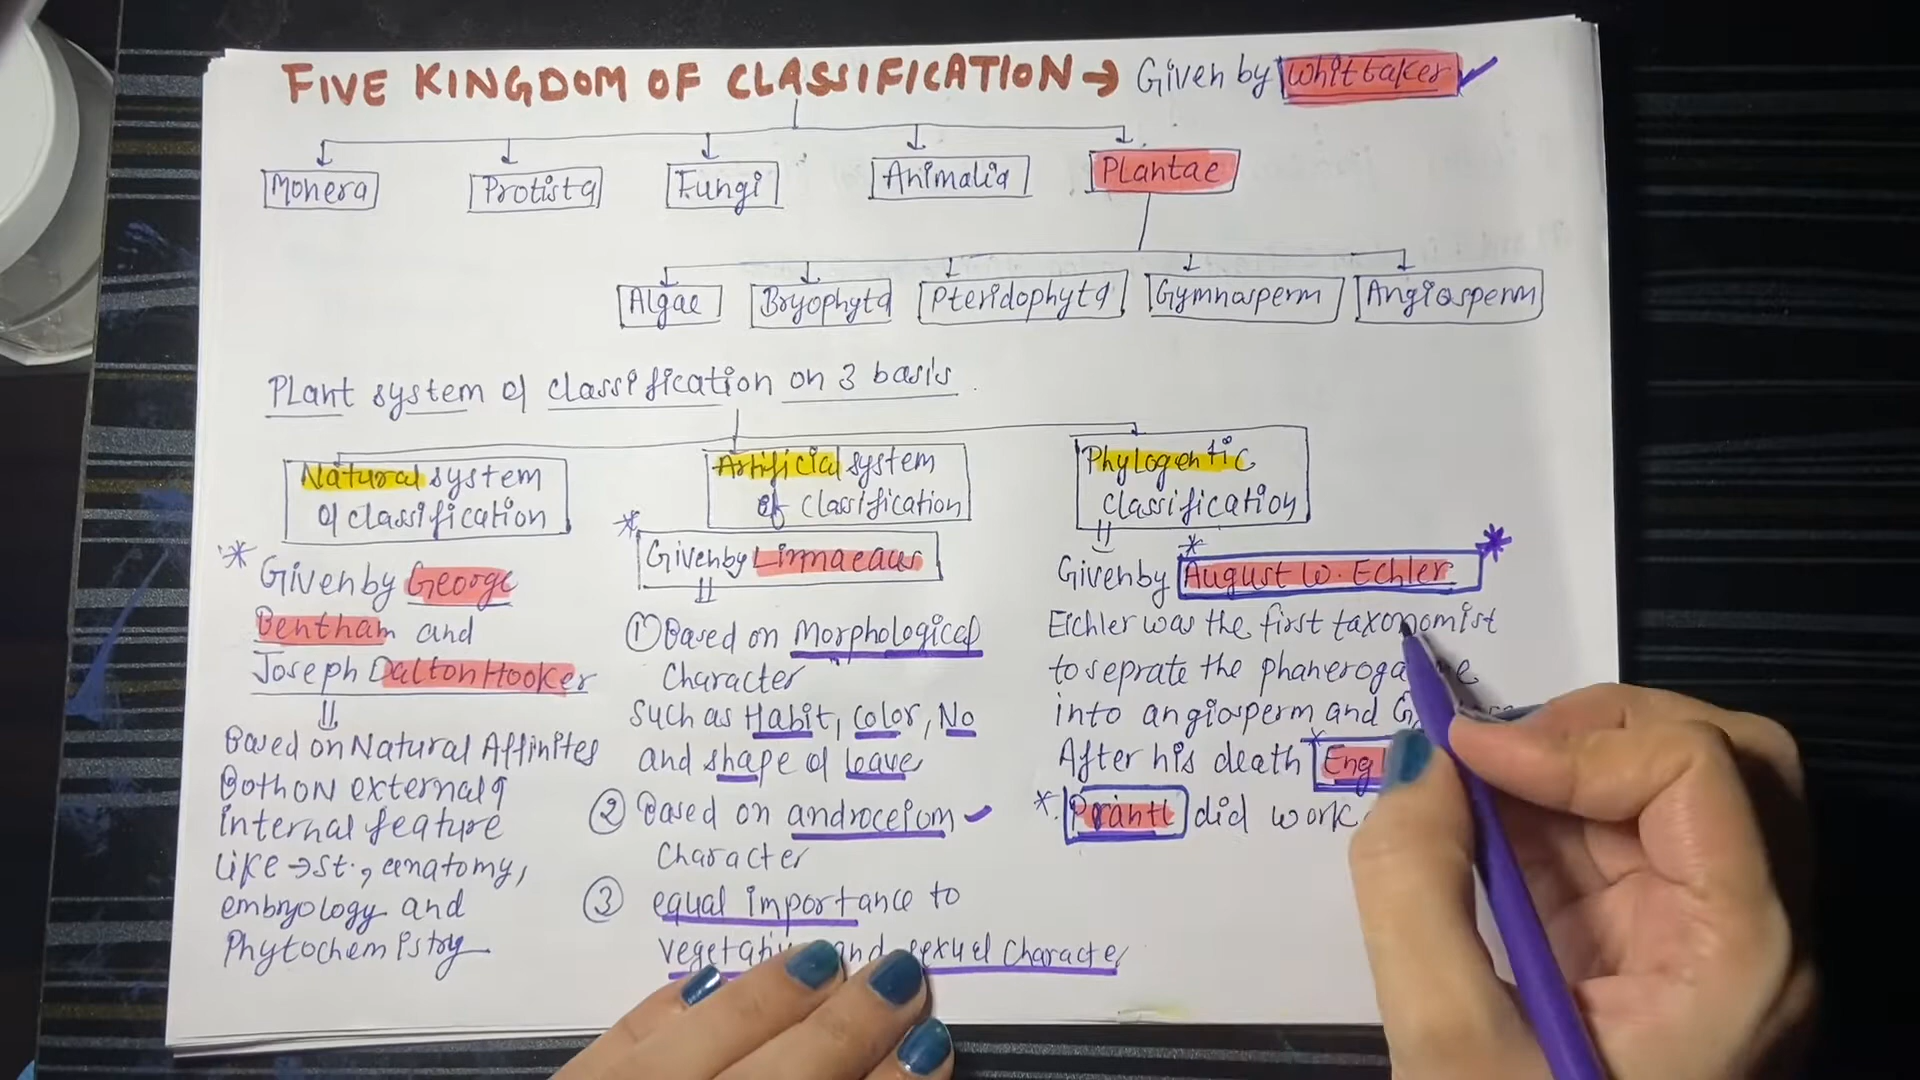 FIVE KINGDOM OF CLASSIFICATION → Given by Whittaker
Monera Protista Fungi Animalia Plantae
Algae Bryophyta Pteridophyta Gymnosperm Angiosperm
Plant system of classification on 3 basis.
Natural system
of classification
* Given by George
Bentham and
Joseph Dalton Hooker
Based on Natural Affinites
Both on external &
internal feature
Like → st., anatomy,
embryology and
Phytochemistry
Artificial system
of classification
* Given by Linnaeaus
① Based on Morphological
Character
Such as Habit, color, No
and shape of leave
② Based on androceiom
Character
③ equal importance to
vegetati and sexual character
Phylogentic
classification
Given by * August W. Echler *
Eichler was the first taxonomist
to seprate the phaneroga
into angiosperm and G
After his death * Engl
* Prantl did work